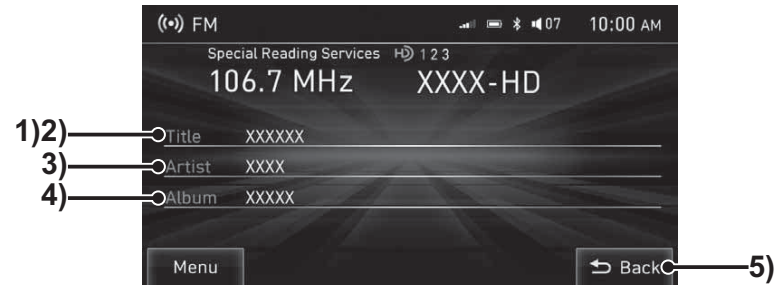 FM 07 10:00 AM
Special Reading Services HD 1 2 3
106.7 MHz XXXX-HD
1)2) Title XXXXXX
3) Artist XXXX
4) Album XXXXX
Menu Back 5)